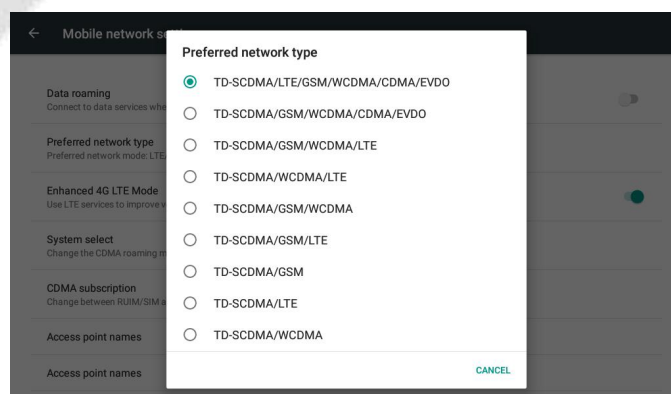 Mobile network se
Preferred network type
TD-SCDMA/LTE/GSM/WCDMA/CDMA/EVDO
TD-SCDMA/GSM/WCDMA/CDMA/EVDO
TD-SCDMA/GSM/WCDMA/LTE
TD-SCDMA/WCDMA/LTE
TD-SCDMA/GSM/WCDMA
TD-SCDMA/GSM/LTE
TD-SCDMA/GSM
TD-SCDMA/LTE
TD-SCDMA/WCDMA
CANCEL
Data roaming
Connect to data services whe
Preferred network type
Preferred network mode: LTE/
Enhanced 4G LTE Mode
Use LTE services to improve v
System select
Change the CDMA roaming m
CDMA subscription
Change between RUIM/SIM a
Access point names
Access point names